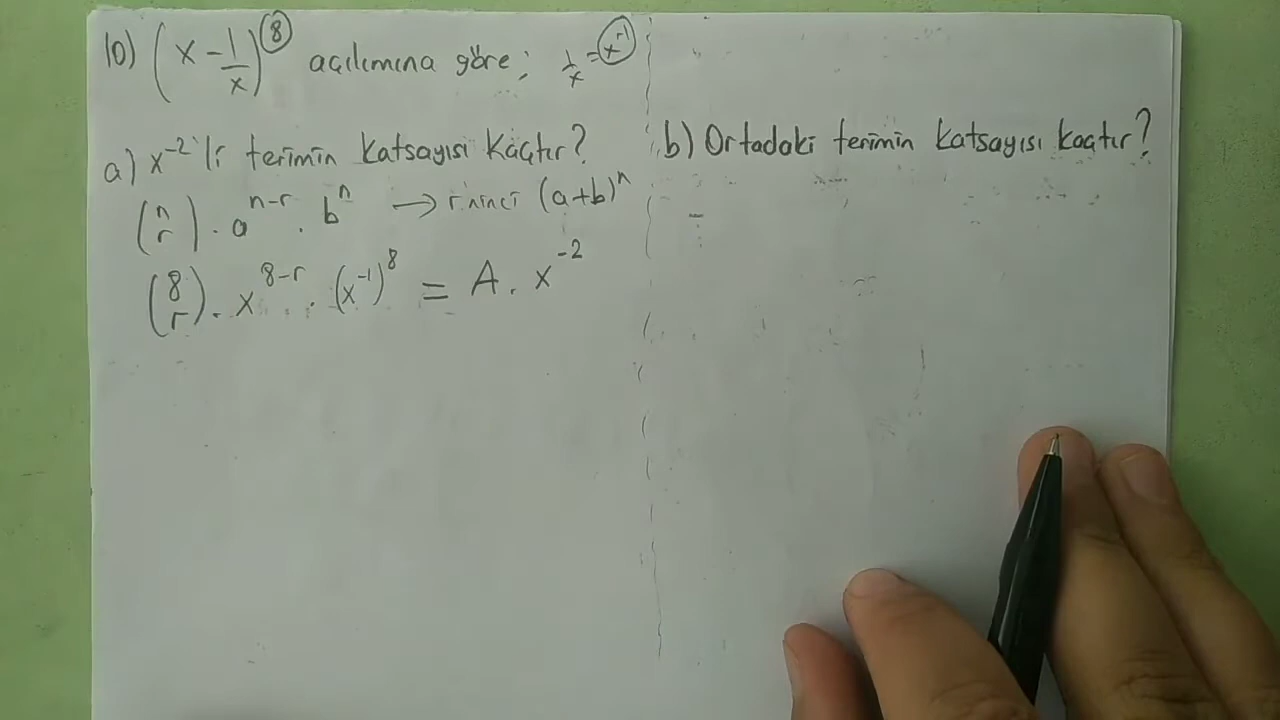 10) (x - 1/x)^8 açılımına göre; 1/x = x^-1
a) x^-2 'li terimin katsayısı kaçtır?
(n r) . a^n-r . b^n → r ninci (a+b)^n
(8 r) . x^8-r . (x^-1)^8 = A . x^-2
b) Ortadaki terimin katsayısı kaçtır?